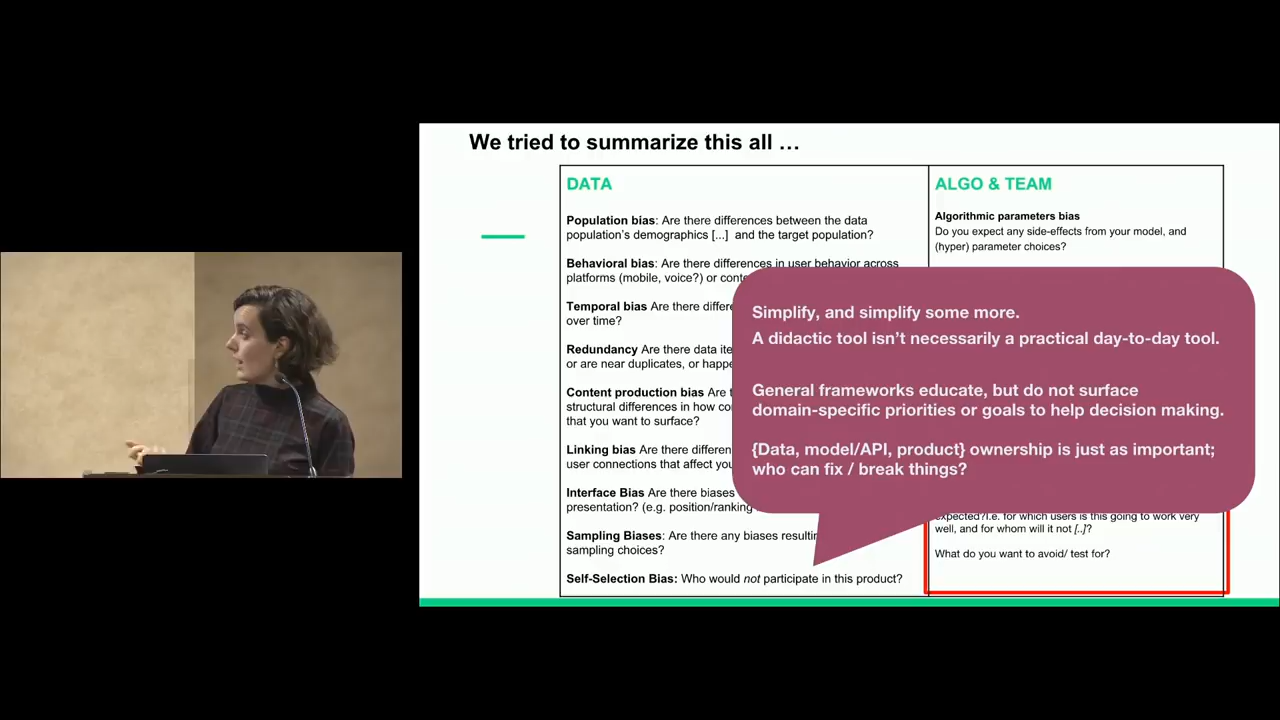 We tried to summarize this all …
DATA
Population bias: Are there differences between the data
population's demographics [...] and the target population?
Behavioral bias: Are there differences in user behavior across
platforms (mobile, voice?) or
Temporal bias Are there
over time?
Redundancy Are there data
or are near duplicates, or
Content production bias Are
structural differences in how
that you want to surface?
Linking bias Are there
user connections that affect
Interface Bias Are there biases
presentation? (e.g. position/ranking
Sampling Biases: Are there any biases
sampling choices?
Self-Selection Bias: Who would not participate in this product?
ALGO & TEAM
Algorithmic parameters bias
Do you expect any side-effects from your model, and
(hyper) parameter choices?
Simplify, and simplify some more.
A didactic tool isn't necessarily a practical day-to-day tool.
General frameworks educate, but do not surface
domain-specific priorities or goals to help decision making.
{Data, model/API, product} ownership is just as important;
who can fix / break things?
expected?I.e. for which users is this going to work very
well, and for whom will it not [..]?
What do you want to avoid/ test for?